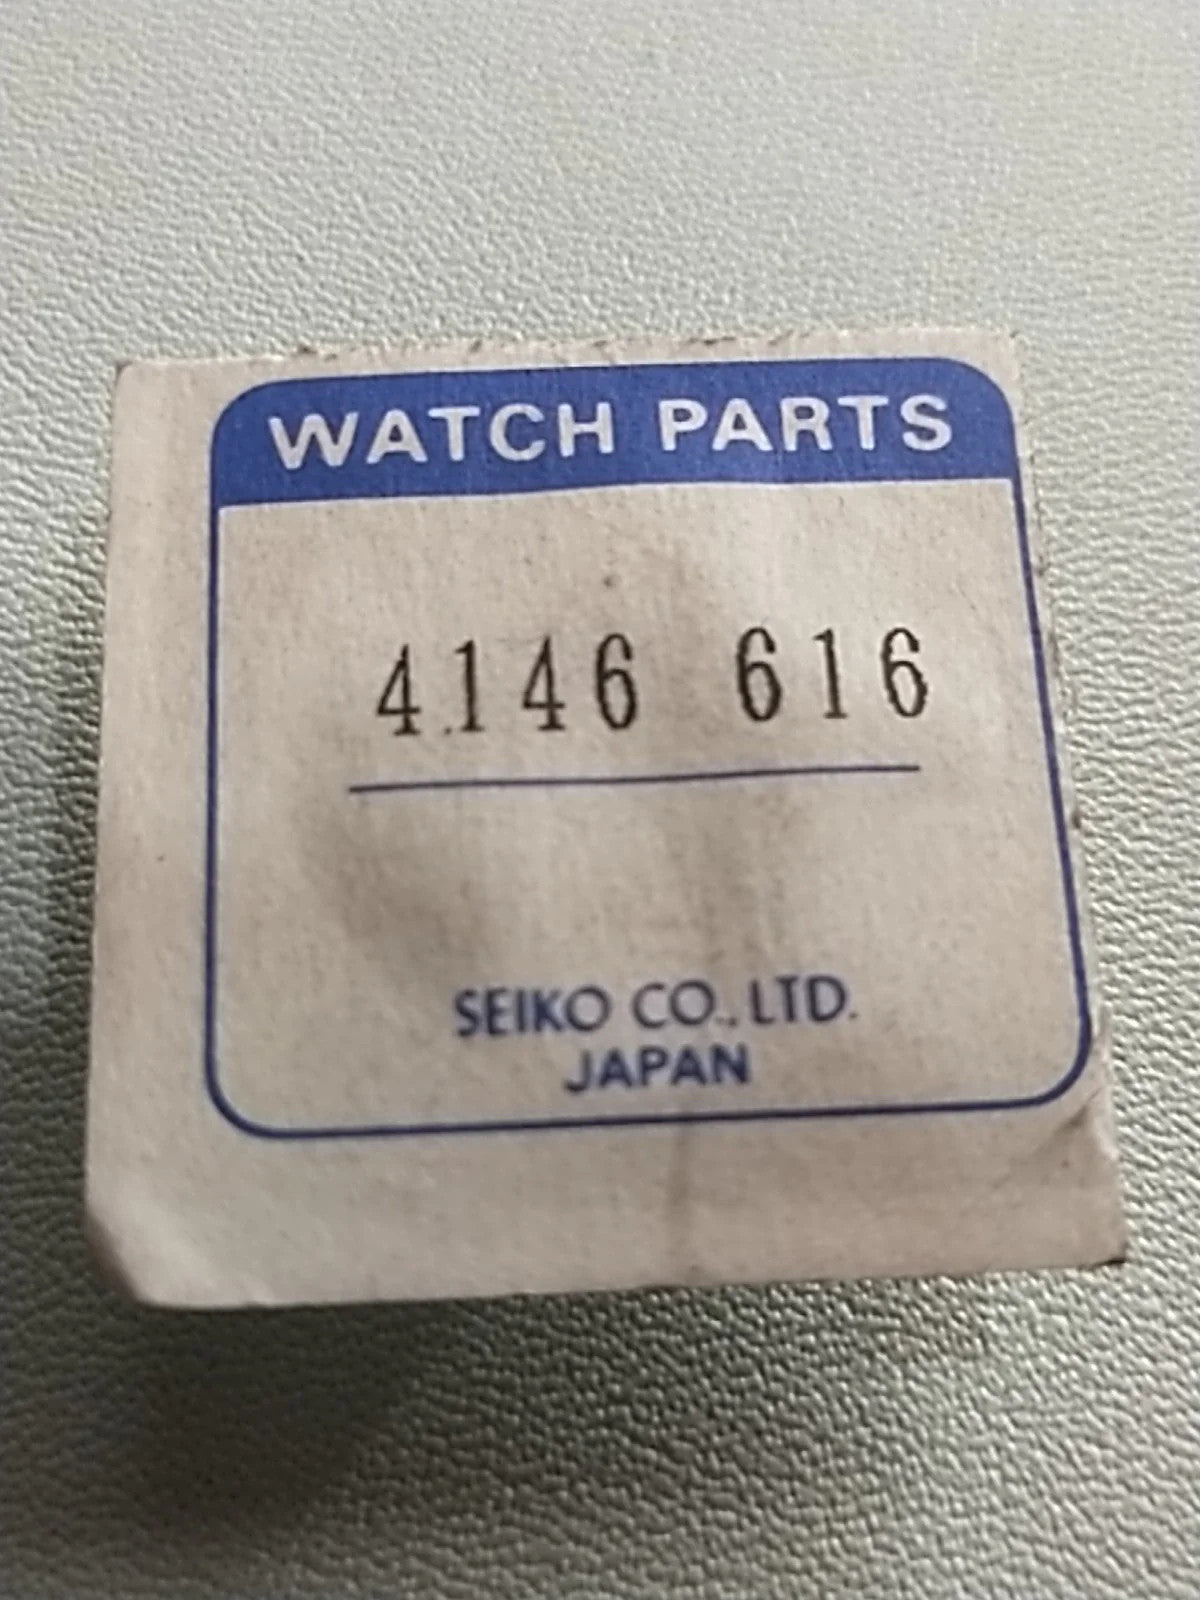 WATCH PARTS
4146 616
SEIKO CO., LTD.
JAPAN